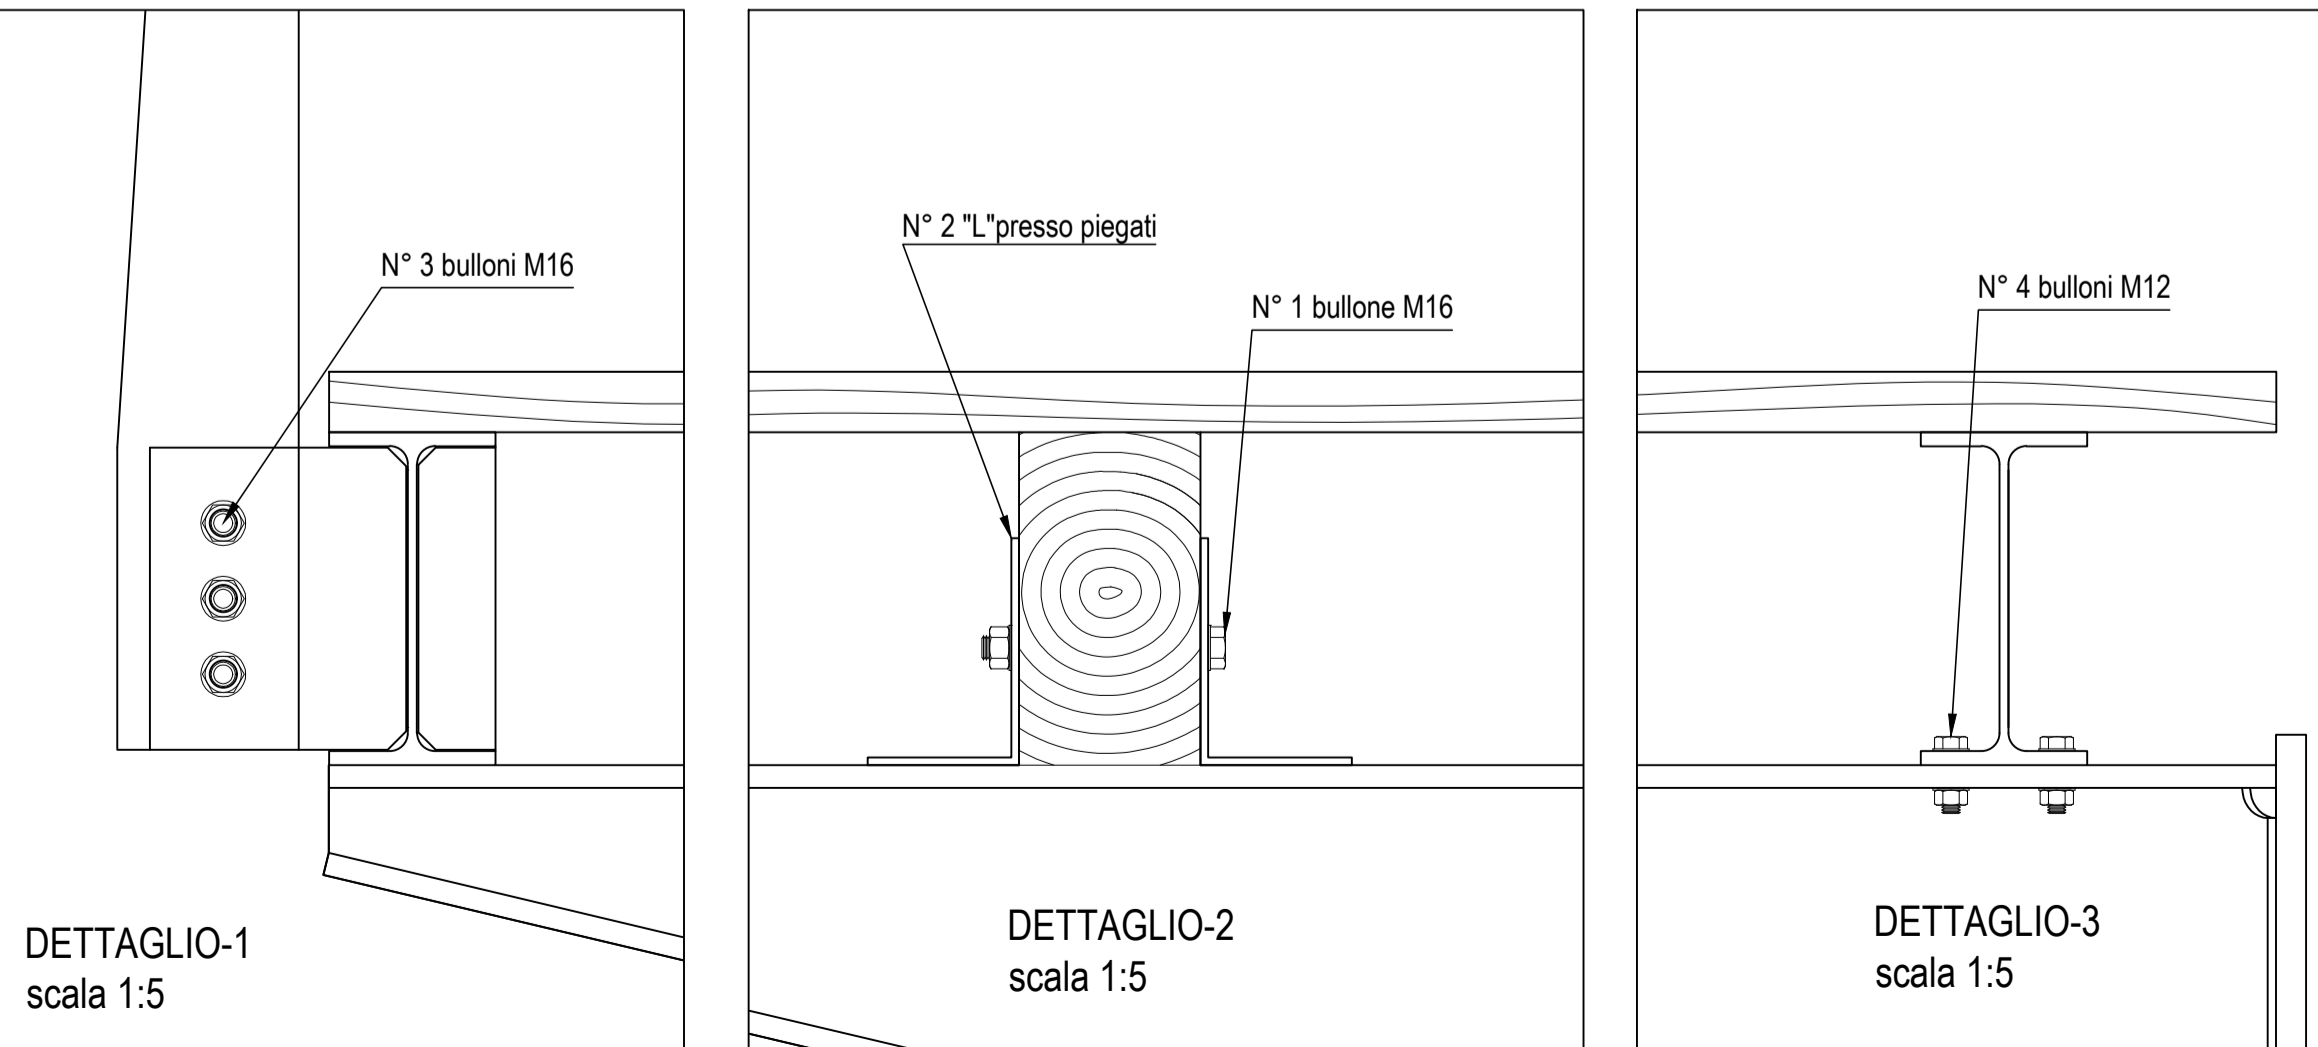 N° 3 bulloni M16
DETTAGLIO-1
scala 1:5
N° 2 "L"presso piegati
N° 1 bullone M16
DETTAGLIO-2
scala 1:5
N° 4 bulloni M12
DETTAGLIO-3
scala 1:5